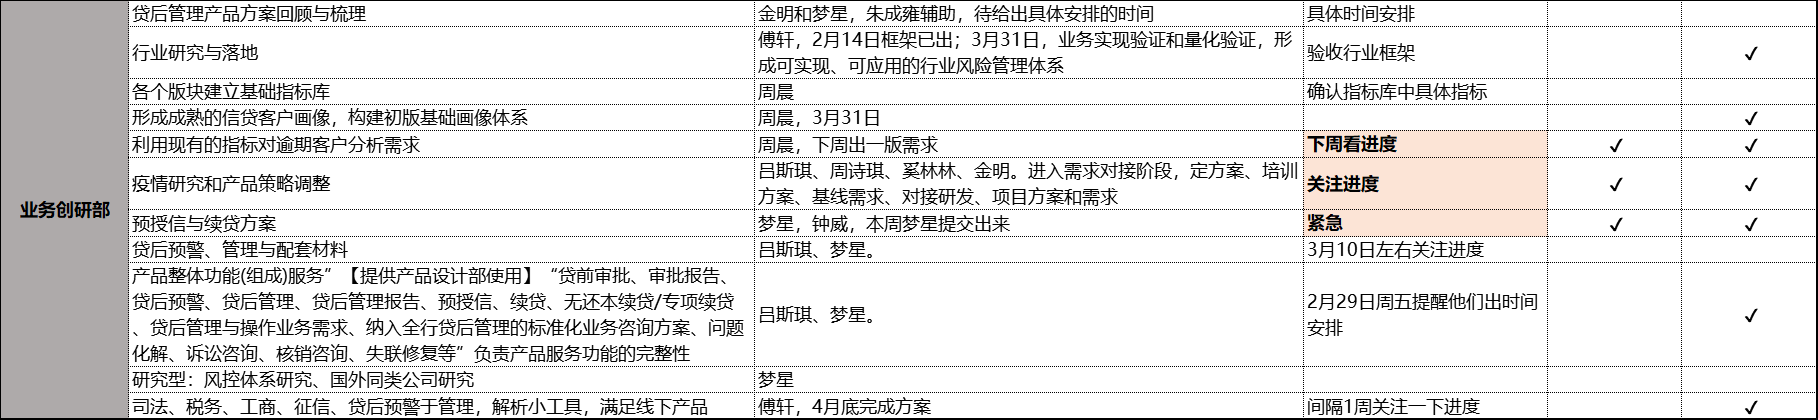 贷后管理产品方案回顾与梳理
金明和梦星，朱成雍辅助，待给出具体安排的时间
具体时间安排
行业研究与落地
傅轩，2月14日框架已出；3月31日，业务实现验证和量化验证，形
成可实现、可应用的行业风险管理体系
验收行业框架
✓
各个版块建立基础指标库
周晨
确认指标库中具体指标
形成成熟的信贷客户画像，构建初版基础画像体系
周晨，3月31日
✓
利用现有的指标对逾期客户分析需求
周晨，下周出一版需求
下周看进度
✓
✓
业务创研部
疫情研究和产品策略调整
吕斯琪、周诗琪、奚林林、金明。进入需求对接阶段，定方案、培训
方案、基线需求、对接研发、项目方案和需求
关注进度
✓
✓
预授信与续贷方案
梦星，钟威，本周梦星提交出来
紧急
✓
✓
贷后预警、管理与配套材料
吕斯琪、梦星。
3月10日左右关注进度
产品整体功能(组成)服务”【提供产品设计部使用】“贷前审批、审批报告、
贷后预警、贷后管理、贷后管理报告、预授信、续贷、无还本续贷/专项续贷
、贷后管理与操作业务需求、纳入全行贷后管理的标准化业务咨询方案、问题
化解、诉讼咨询、核销咨询、失联修复等”负责产品服务功能的完整性
吕斯琪、梦星。
2月29日周五提醒他们出时间
安排
✓
研究型：风控体系研究、国外同类公司研究
梦星
司法、税务、工商、征信、贷后预警于管理，解析小工具，满足线下产品
傅轩，4月底完成方案
间隔1周关注一下进度
✓